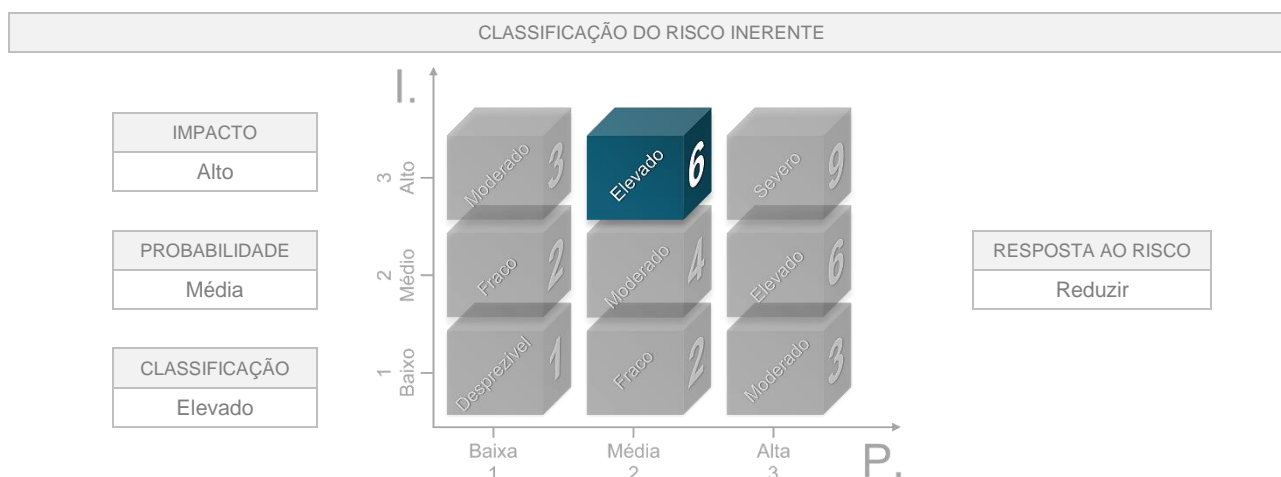 CLASSIFICAÇÃO DO RISCO INERENTE
IMPACTO
Alto
PROBABILIDADE
Média
CLASSIFICAÇÃO
Elevado
I.
3
Alto
Moderado 3
Elevado 6
Severo 9
2
Médio
Fraco 2
Moderado 4
Elevado 6
1
Baixo
Desprezível 1
Fraco 2
Moderado 3
Baixa
1
Média
2
Alta
3
P.
RESPOSTA AO RISCO
Reduzir